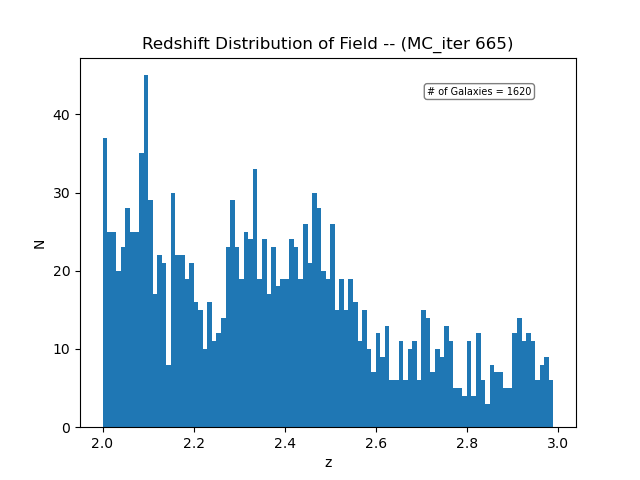 Redshift Distribution of Field -- (MC_iter 665)
# of Galaxies = 1620
N
40
30
20
10
0
2.0 2.2 2.4 2.6 2.8 3.0
z